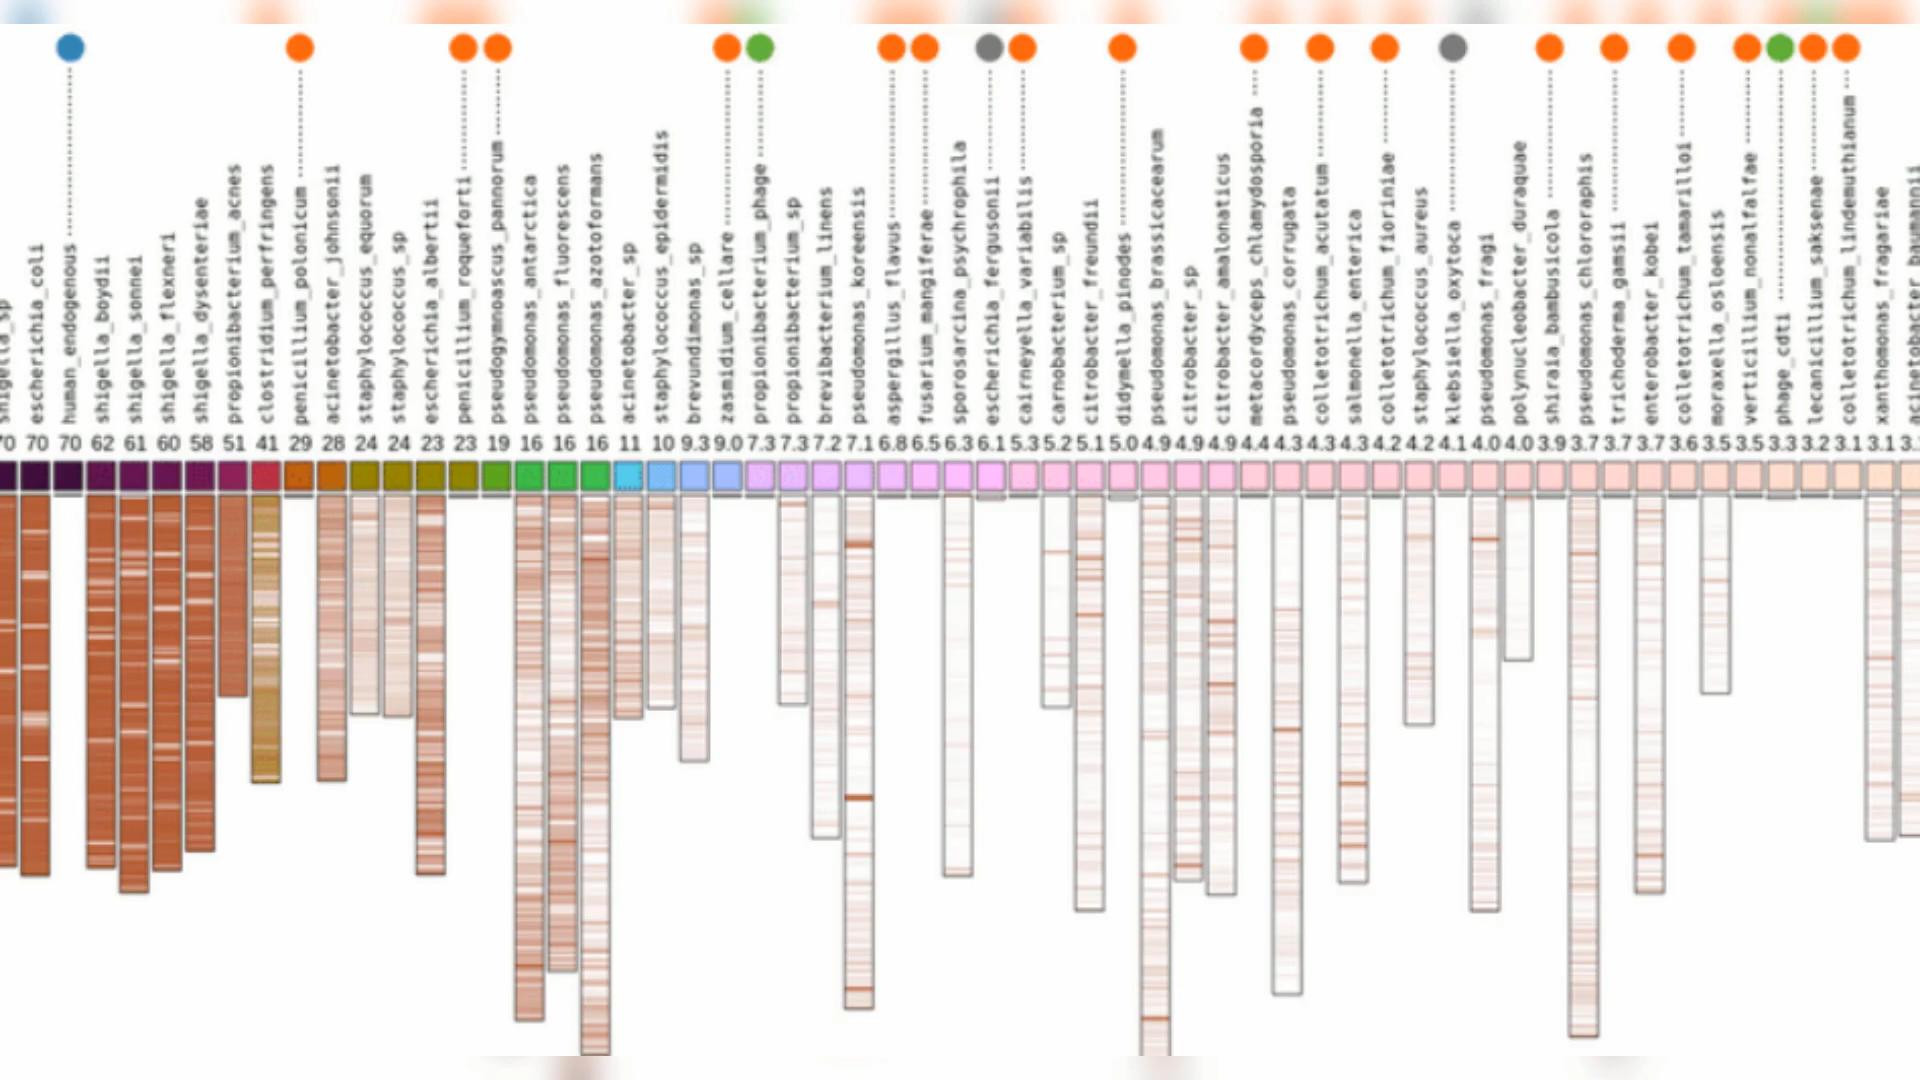 shigella_sp
escherichia_coli
human_endogenous
shigella_boydii
shigella_sonnei
shigella_flexneri
shigella_dysenteriae
propionibacterium_acnes
clostridium_perfringens
penicillium_polonicum
acinetobacter_johnsonii
staphylococcus_equorum
staphylococcus_sp
escherichia_albertii
penicillium_roqueforti
pseudogymnoascus_pannorum
pseudomonas_antarctica
pseudomonas_fluorescens
pseudomonas_azotoformans
acinetobacter_sp
staphylococcus_epidermidis
brevundimonas_sp
zasmidium_cellare
propionibacterium_phage
propionibacterium_sp
brevibacterium_linens
pseudomonas_koreensis
aspergillus_flavus
fusarium_mangiferae
sporosarcina_psychrophila
escherichia_fergusonii
cairneyella_variabilis
carnobacterium_sp
citrobacter_freundii
didymella_pinodes
pseudomonas_brassicacearum
citrobacter_sp
citrobacter_amalonaticus
metacordyceps_chlamydosporia
pseudomonas_corrugata
colletotrichum_acutatum
salmonella_enterica
colletotrichum_fioriniae
staphylococcus_aureus
klebsiella_oxytoca
pseudomonas_fragi
polynucleobacter_duraquae
shiraia_bambusicola
pseudomonas_chlororaphis
trichoderma_gamsii
enterobacter_kobei
colletotrichum_tamarilloi
moraxella_osloensis
verticillium_nonalfalfae
phage_cdti
lecanicillium_saksenae
colletotrichum_lindemuthianum
xanthomonas_fragariae
acinetobacter_baumannii
70 70 70 62 61 60 58 51 41 29 28 24 24 23 23 19 16 16 16 11 10 9.3 9.0 7.3 7.3 7.2 7.1 6.8 6.5 6.3 6.1 5.3 5.2 5.1 5.0 4.9 4.9 4.9 4.4 4.3 4.3 4.3 4.2 4.2 4.1 4.0 4.0 3.9 3.7 3.7 3.7 3.6 3.5 3.5 3.3 3.2 3.1 3.1 3.